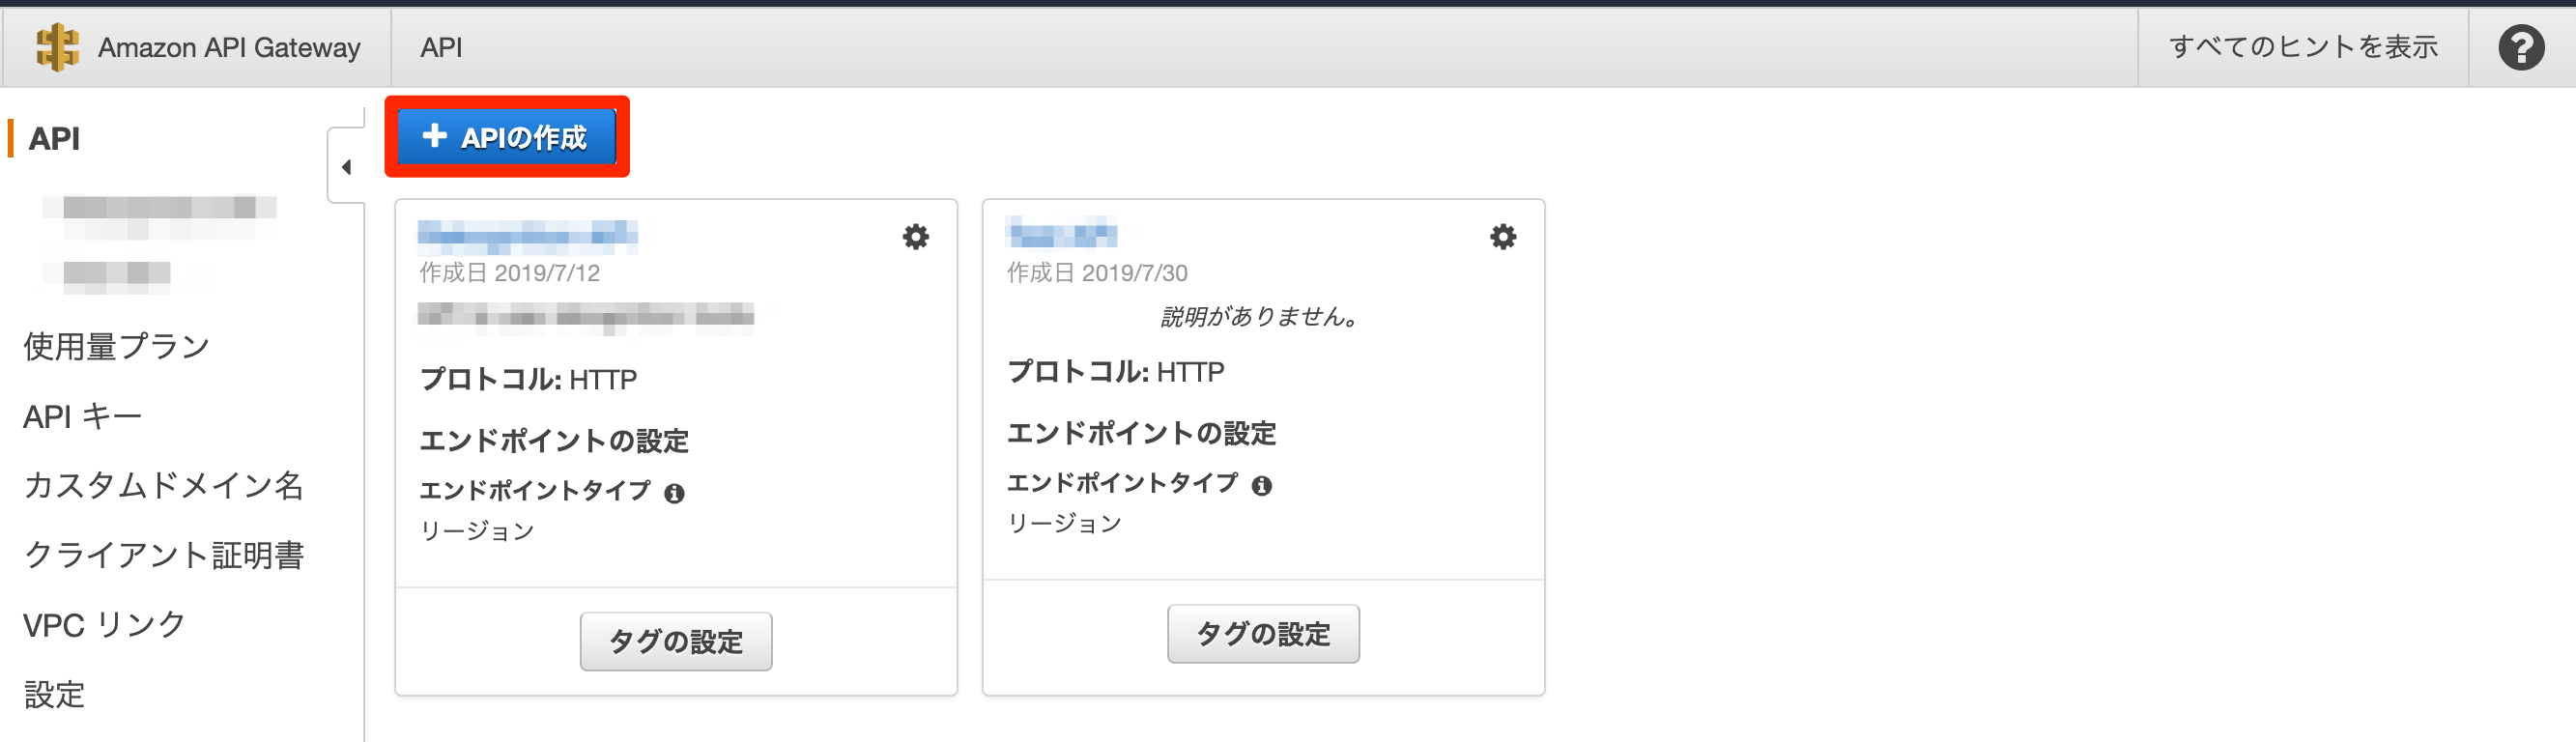 Amazon API Gateway
API
すべてのヒントを表示
API
使用量プラン
API キー
カスタムドメイン名
クライアント証明書
VPC リンク
設定
APIの作成
作成日 2019/7/12
プロトコル: HTTP
エンドポイントの設定
エンドポイントタイプ
リージョン
タグの設定
作成日 2019/7/30
説明がありません。
プロトコル: HTTP
エンドポイントの設定
エンドポイントタイプ
リージョン
タグの設定